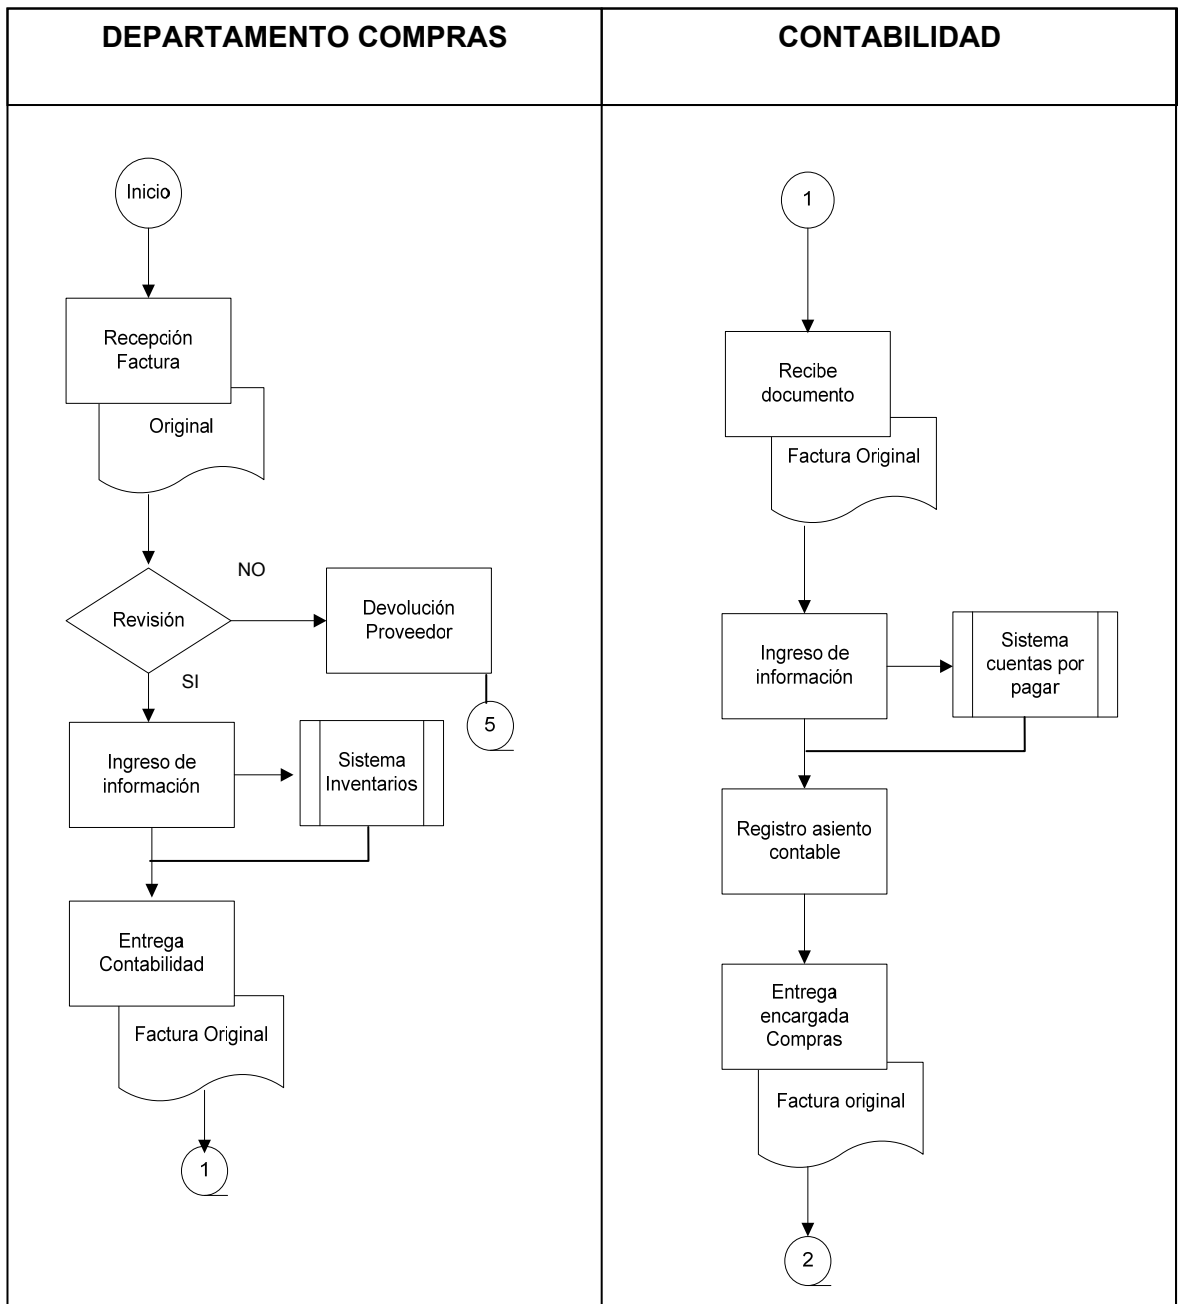 DEPARTAMENTO COMPRAS
CONTABILIDAD
Inicio
Recepción
Factura
Original
Revisión
NO
Devolución
Proveedor
5
SI
Ingreso de
información
Sistema
Inventarios
Entrega
Contabilidad
Factura Original
1
1
Recibe
documento
Factura Original
Ingreso de
información
Sistema
cuentas por
pagar
Registro asiento
contable
Entrega
encargada
Compras
Factura original
2